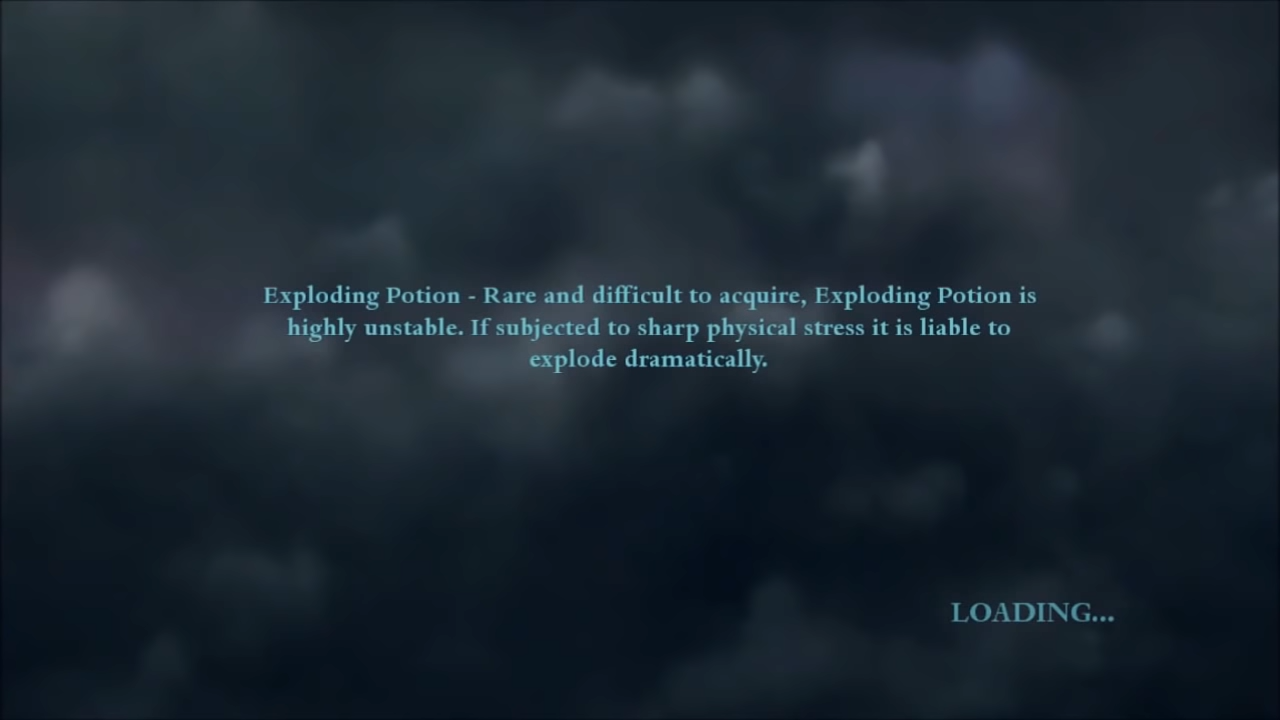 Exploding Potion - Rare and difficult to acquire, Exploding Potion is
highly unstable. If subjected to sharp physical stress it is liable to
explode dramatically.
LOADING...